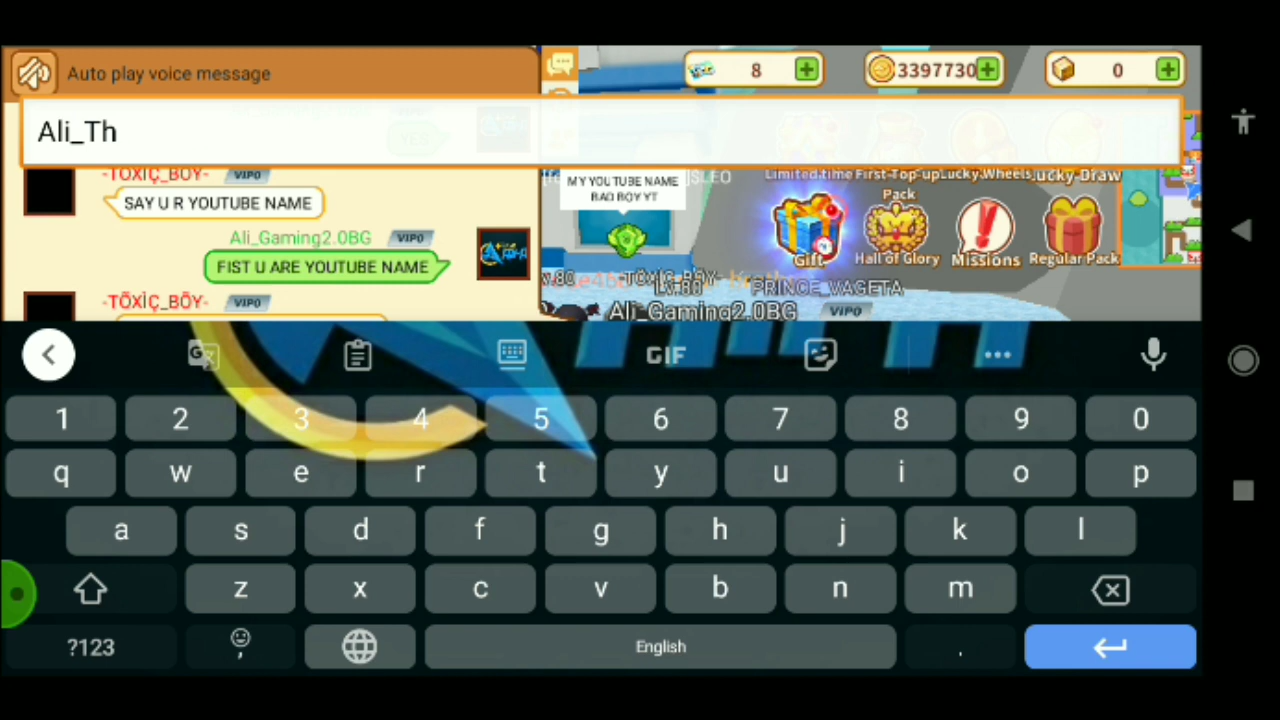 Auto play voice message
8
3397730
0
Ali_Th
-TÕXÌÇ_BÕY- VIP0
SAY U R YOUTUBE NAME
Ali_Gaming2.0BG VIP0
FIST U ARE YOUTUBE NAME
-TÕXÌÇ_BÕY- VIP0
MY YOUTUBE NAME
BAD BOY YT
Limited time First Top-up Lucky Wheels Lucky Draw
Pack
Gift Hall of Glory Missions Regular Pack
-TÕXÌÇ_BÕY-
PRINCE_VAGETA
Ali_Gaming2.0BG VIP0
GIF
1 2 3 4 5 6 7 8 9 0
q w e r t y u i o p
a s d f g h j k l
z x c v b n m
?123 , English .